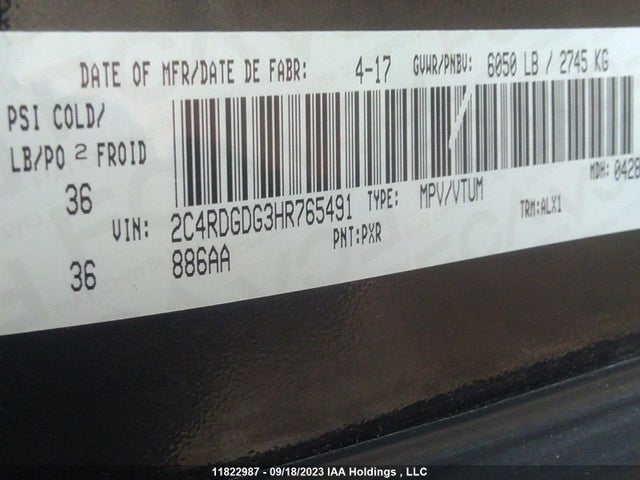 DATE OF MFR/DATE DE FABR: 4-17 GVWR/PNBV: 6050 LB / 2745 KG
PSI COLD/
LB/PO 2 FROID
36
MDH: 0428
VIN: 2C4RDGDG3HR765491 TYPE: MPV/VTUM
TRM:ALX1
PNT:PXR
36 886AA
11822987 - 09/18/2023 IAA Holdings , LLC